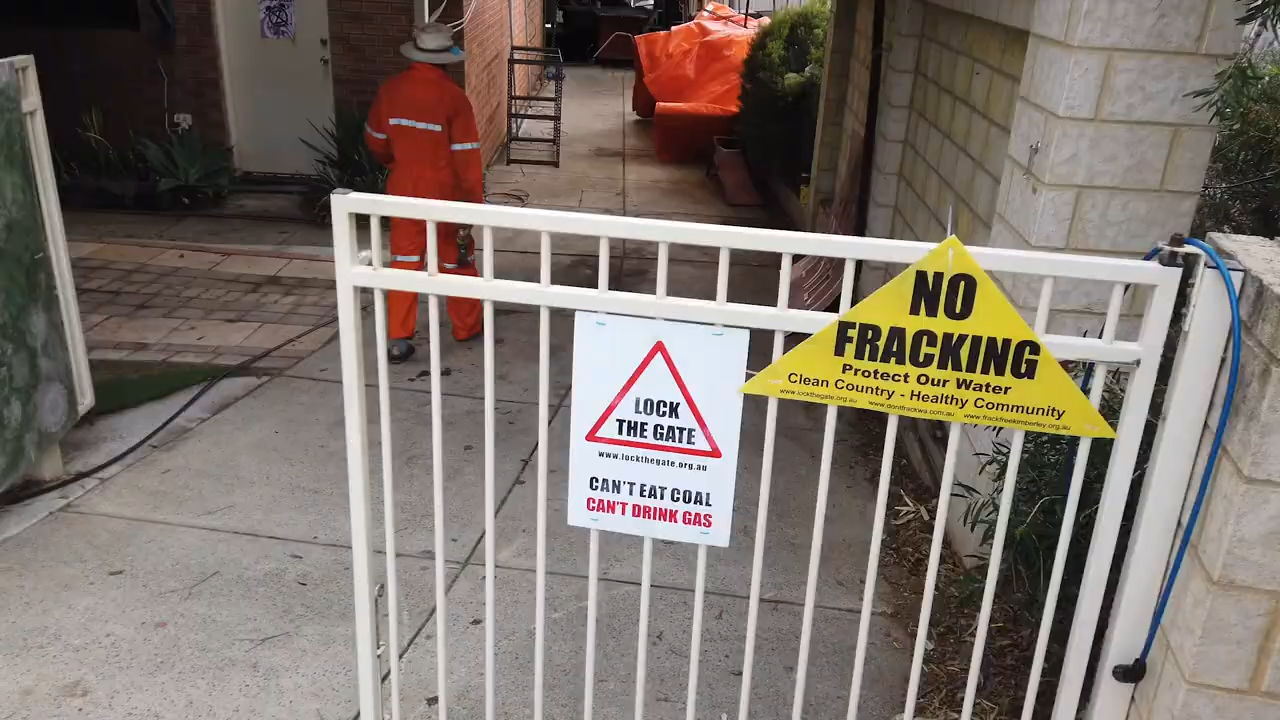 LOCK
THE GATE
www.lockthegate.org.au
CAN'T EAT COAL
CAN'T DRINK GAS
NO
FRACKING
Protect Our Water
Clean Country - Healthy Community
www.lockthegate.org.au www.dontfrackwa.com.au www.frackfreekimberley.org.au